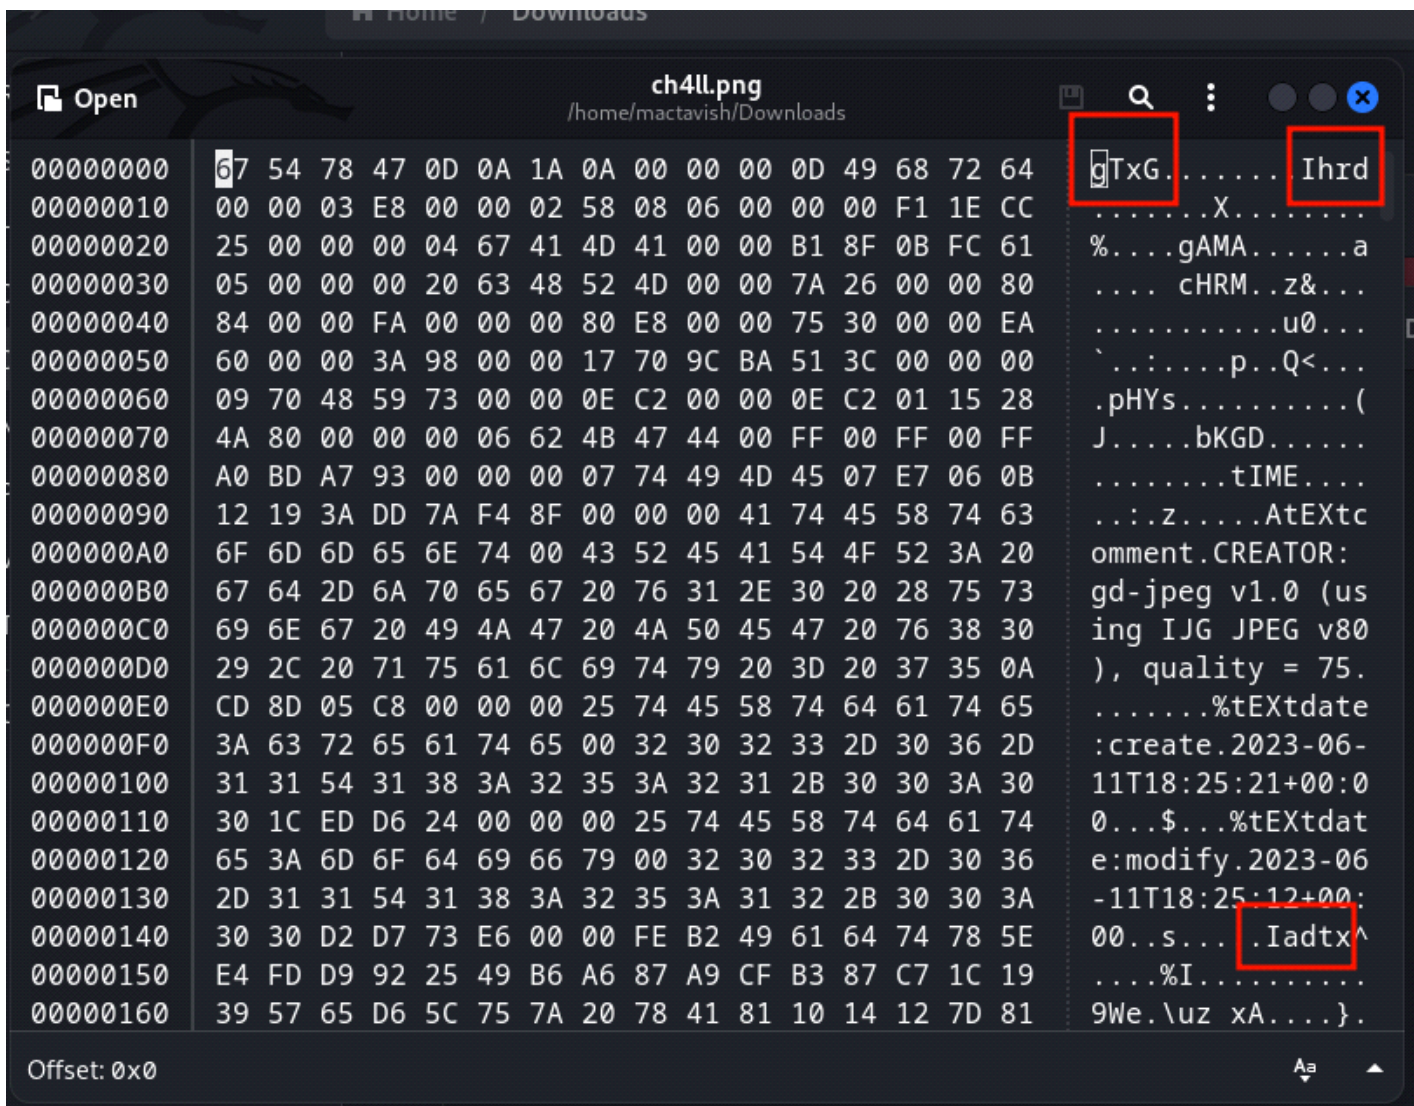 Home / Downloads
Open
ch4ll.png
/home/mactavish/Downloads
00000000 67 54 78 47 0D 0A 1A 0A 00 00 00 0D 49 68 72 64 gTxG........Ihrd
00000010 00 00 03 E8 00 00 02 58 08 06 00 00 00 F1 1E CC .......X........
00000020 25 00 00 00 04 67 41 4D 41 00 00 B1 8F 0B FC 61 %....gAMA......a
00000030 05 00 00 00 20 63 48 52 4D 00 00 7A 26 00 00 80 .... cHRM..z&...
00000040 84 00 00 FA 00 00 00 80 E8 00 00 75 30 00 00 EA ...........u0...
00000050 60 00 00 3A 98 00 00 17 70 9C BA 51 3C 00 00 00 `..:....p..Q<...
00000060 09 70 48 59 73 00 00 0E C2 00 00 0E C2 01 15 28 .pHYs..........(
00000070 4A 80 00 00 00 06 62 4B 47 44 00 FF 00 FF 00 FF J.....bKGD......
00000080 A0 BD A7 93 00 00 00 07 74 49 4D 45 07 E7 06 0B ........tIME....
00000090 12 19 3A DD 7A F4 8F 00 00 00 41 74 45 58 74 63 ..:.z.....AtEXtc
000000A0 6F 6D 6D 65 6E 74 00 43 52 45 41 54 4F 52 3A 20 omment.CREATOR:
000000B0 67 64 2D 6A 70 65 67 20 76 31 2E 30 20 28 75 73 gd-jpeg v1.0 (us
000000C0 69 6E 67 20 49 4A 47 20 4A 50 45 47 20 76 38 30 ing IJG JPEG v80
000000D0 29 2C 20 71 75 61 6C 69 74 79 20 3D 20 37 35 0A ), quality = 75.
000000E0 CD 8D 05 C8 00 00 00 25 74 45 58 74 64 61 74 65 .......%tEXtdate
000000F0 3A 63 72 65 61 74 65 00 32 30 32 33 2D 30 36 2D :create.2023-06-
00000100 31 31 54 31 38 3A 32 35 3A 32 31 2B 30 30 3A 30 11T18:25:21+00:0
00000110 30 1C ED D6 24 00 00 00 25 74 45 58 74 64 61 74 0...$...%tEXtdat
00000120 65 3A 6D 6F 64 69 66 79 00 32 30 32 33 2D 30 36 e:modify.2023-06
00000130 2D 31 31 54 31 38 3A 32 35 3A 31 32 2B 30 30 3A -11T18:25:12+00:
00000140 30 30 D2 D7 73 E6 00 00 FE B2 49 61 64 74 78 5E 00..s.....Iadtx^
00000150 E4 FD D9 92 25 49 B6 A6 87 A9 CF B3 87 C7 1C 19 ....%I..........
00000160 39 57 65 D6 5C 75 7A 20 78 41 81 10 14 12 7D 81 9We.\uz xA....}.
Offset: 0x0
Aa